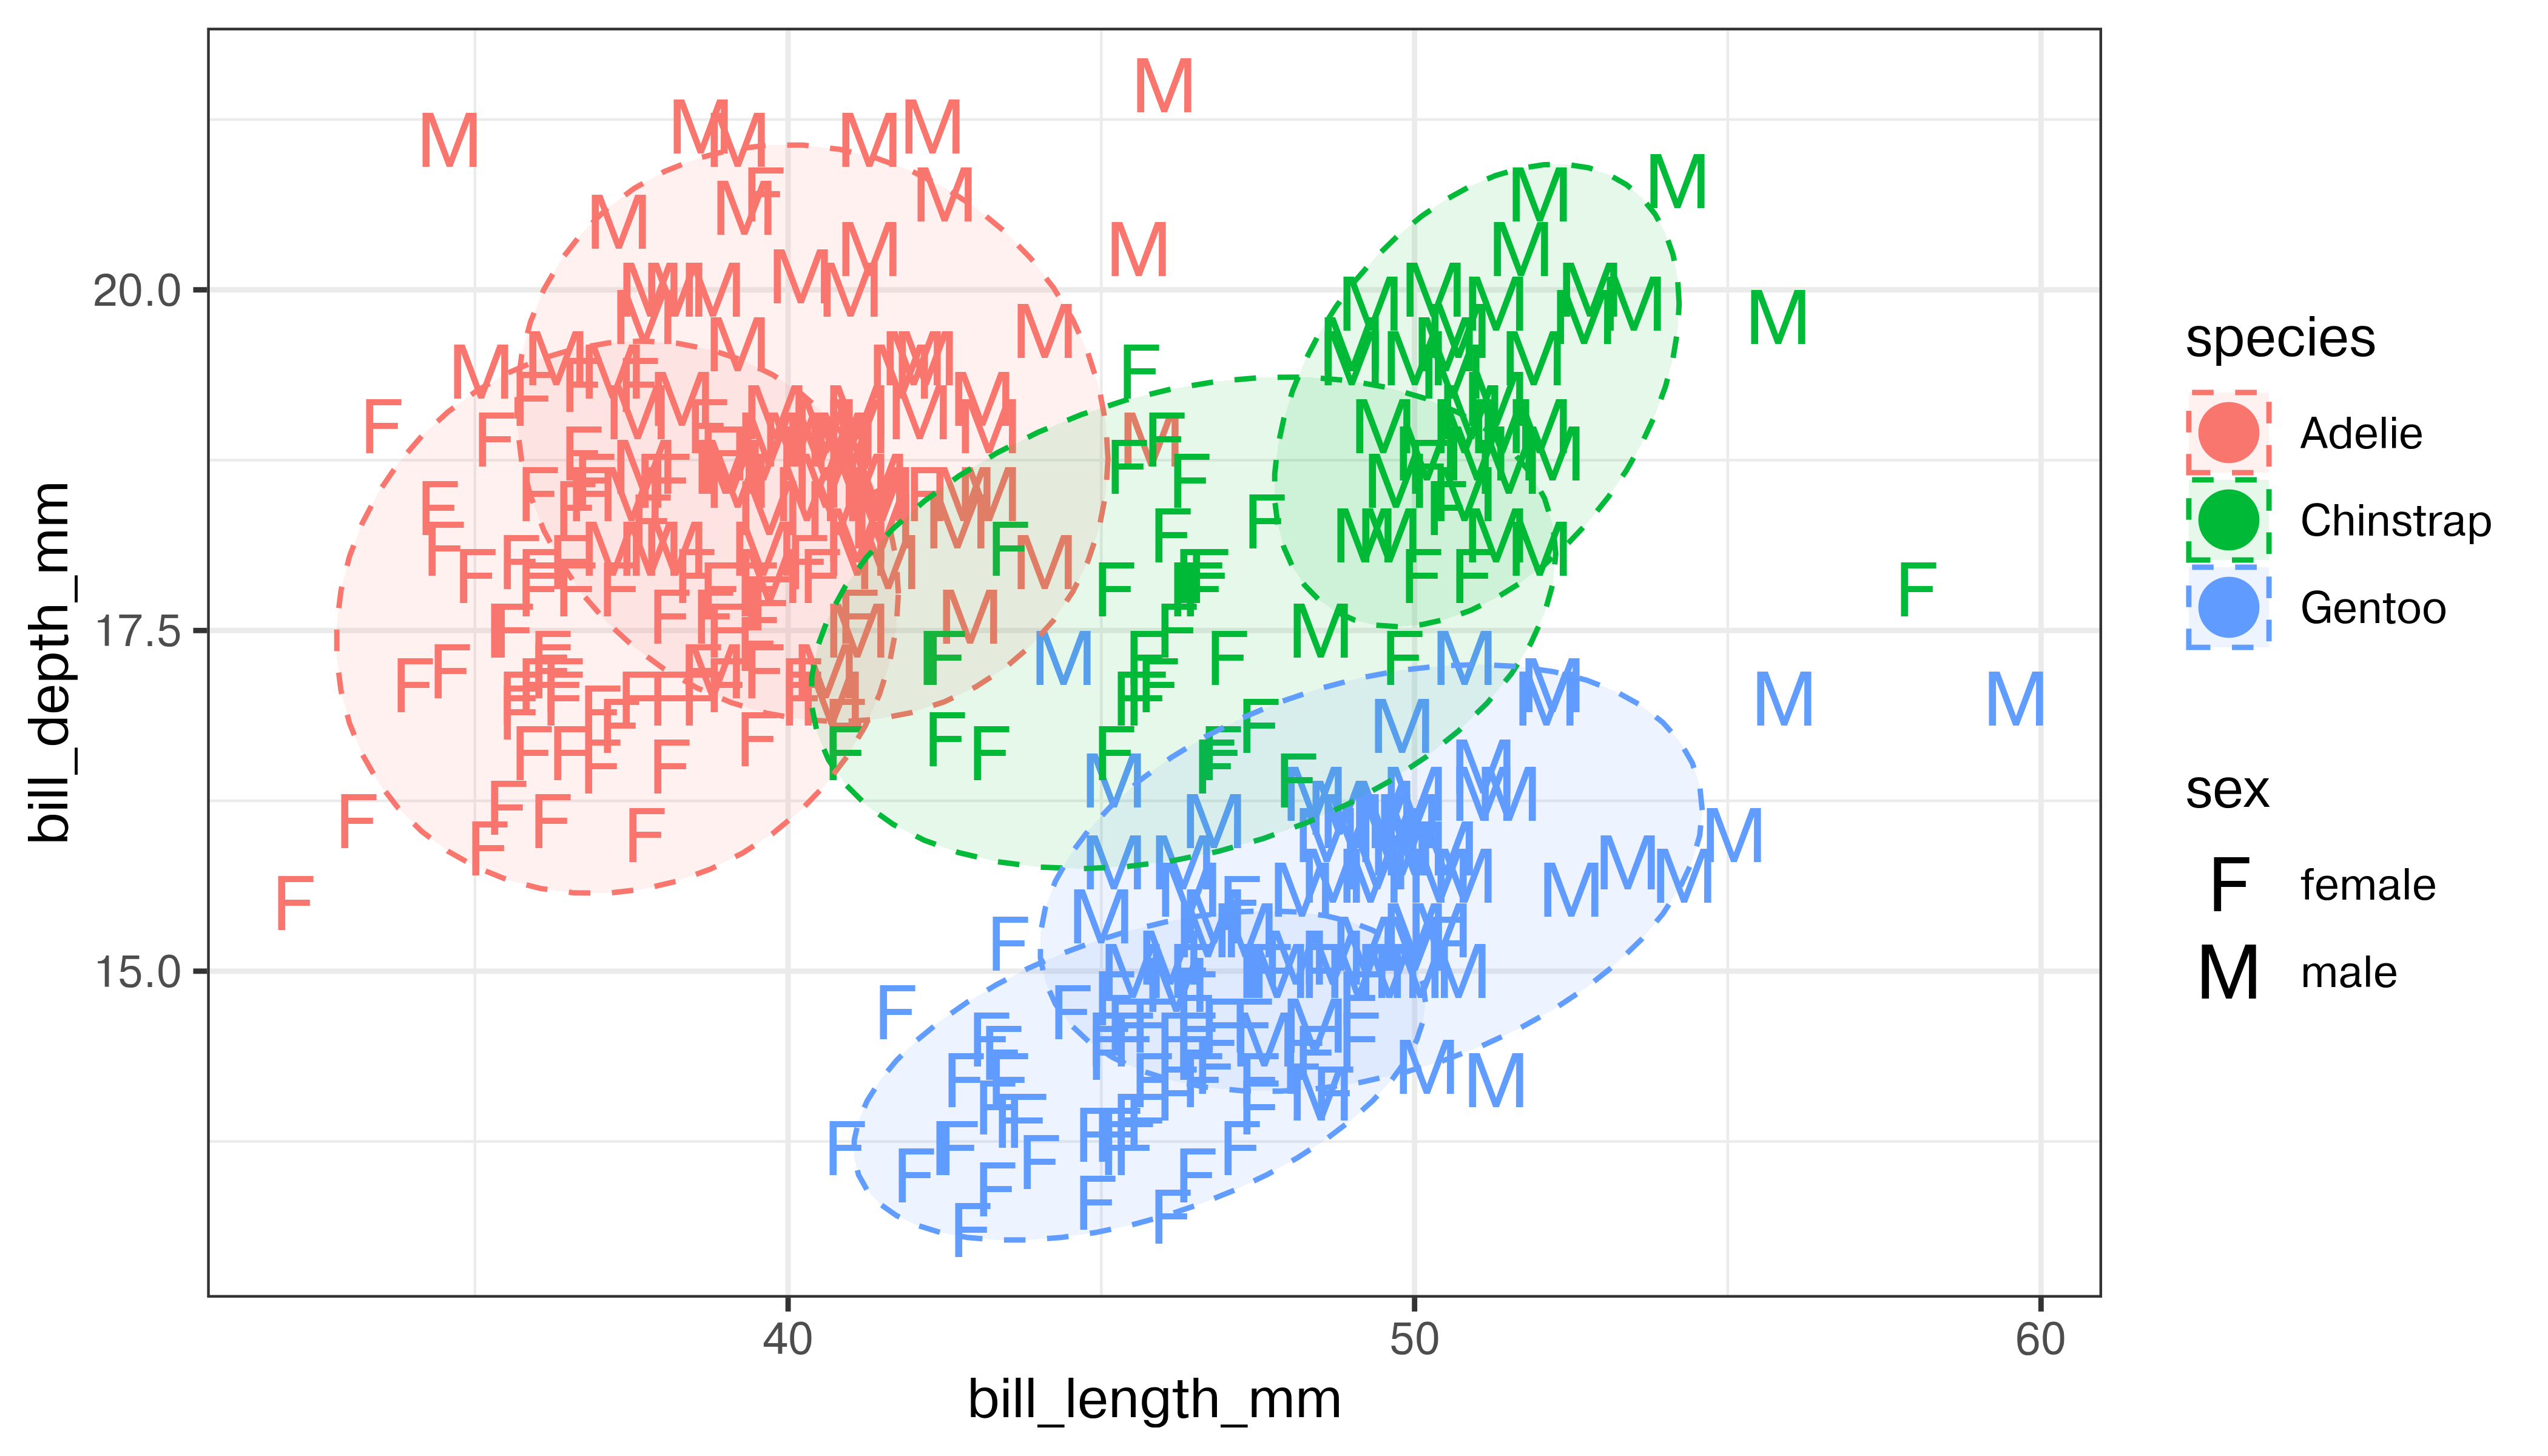 bill_depth_mm
20.0
17.5
15.0
40
50
60
bill_length_mm
species
Adelie
Chinstrap
Gentoo
sex
F female
M male